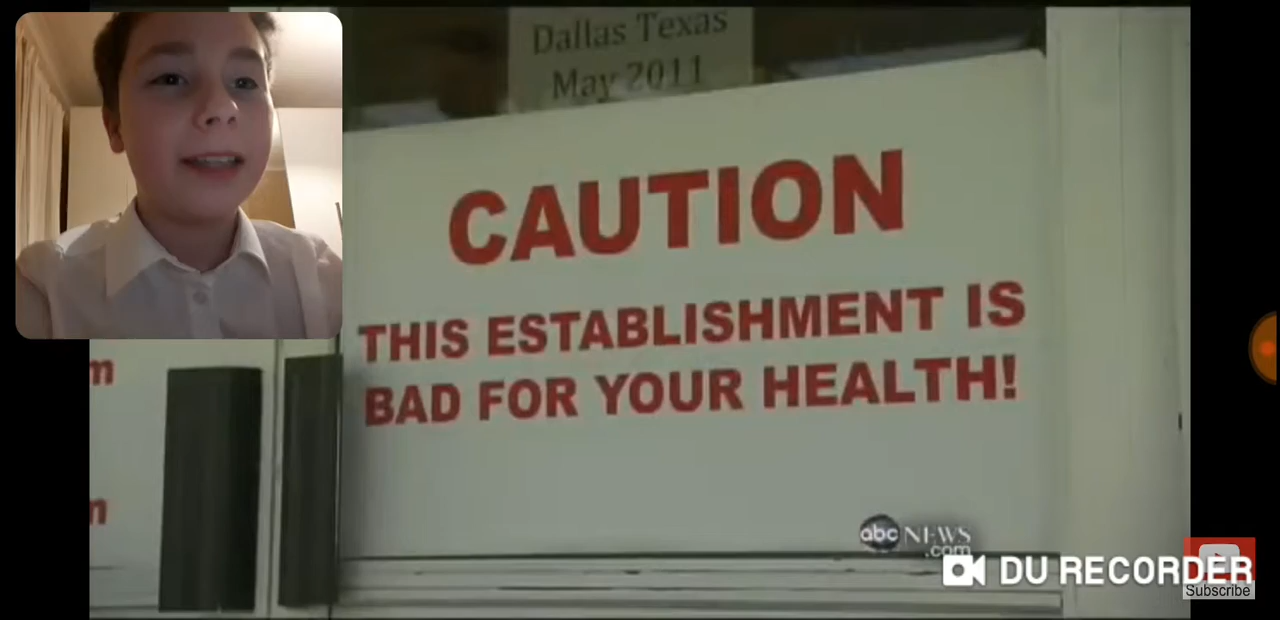 Dallas Texas
May 2011
CAUTION
THIS ESTABLISHMENT IS
BAD FOR YOUR HEALTH!
m
n
abc NEWS
.com
DU RECORDER
Subscribe